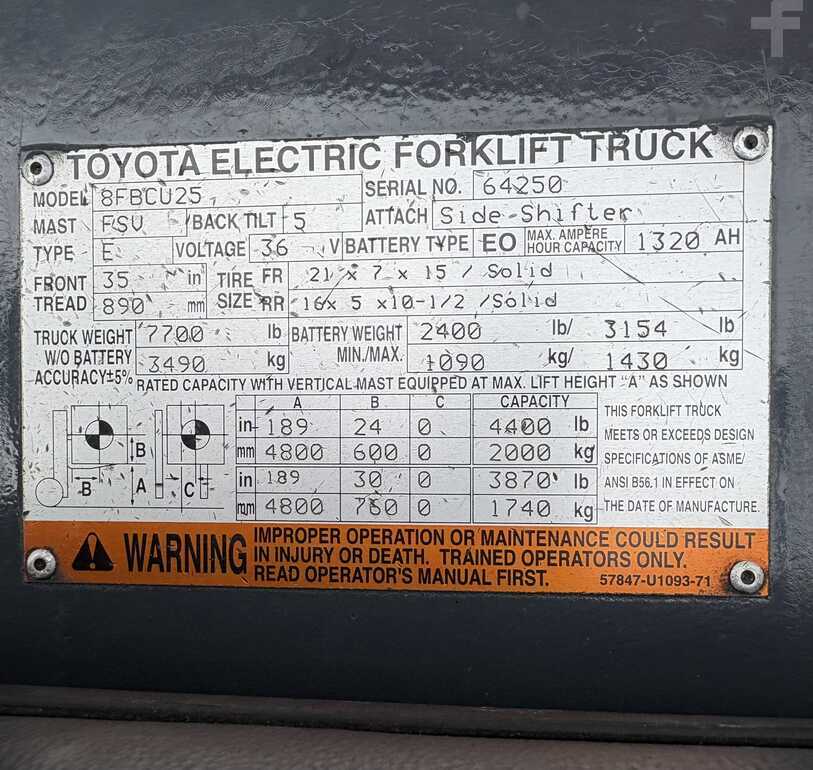 f
TOYOTA ELECTRIC FORKLIFT TRUCK
MODEL 8FBCU25 SERIAL NO. 64250
MAST FSV BACK TILT 5 ATTACH Side-Shifter
TYPE E VOLTAGE 36 V BATTERY TYPE EO MAX. AMPERE HOUR CAPACITY 1320 AH
FRONT 35 in TIRE FR 21 x 7 x 15 / Solid
TREAD 890 mm SIZE RR 16x 5 x10-1/2 /Solid
TRUCK WEIGHT 7700 lb BATTERY WEIGHT 2400 lb/ 3154 lb
W/O BATTERY 3490 kg MIN./MAX. 1090 kg/ 1430 kg
ACCURACY±5%
RATED CAPACITY WITH VERTICAL MAST EQUIPPED AT MAX. LIFT HEIGHT "A" AS SHOWN
A B C CAPACITY
in 189 24 0 4400 lb
mm 4800 600 0 2000 kg
in 189 30 0 3870 lb
mm 4800 760 0 1740 kg
B
B A C
THIS FORKLIFT TRUCK
MEETS OR EXCEEDS DESIGN
SPECIFICATIONS OF ASME/
ANSI B56.1 IN EFFECT ON
THE DATE OF MANUFACTURE.
WARNING
IMPROPER OPERATION OR MAINTENANCE COULD RESULT
IN INJURY OR DEATH. TRAINED OPERATORS ONLY.
READ OPERATOR'S MANUAL FIRST. 57847-U1093-71